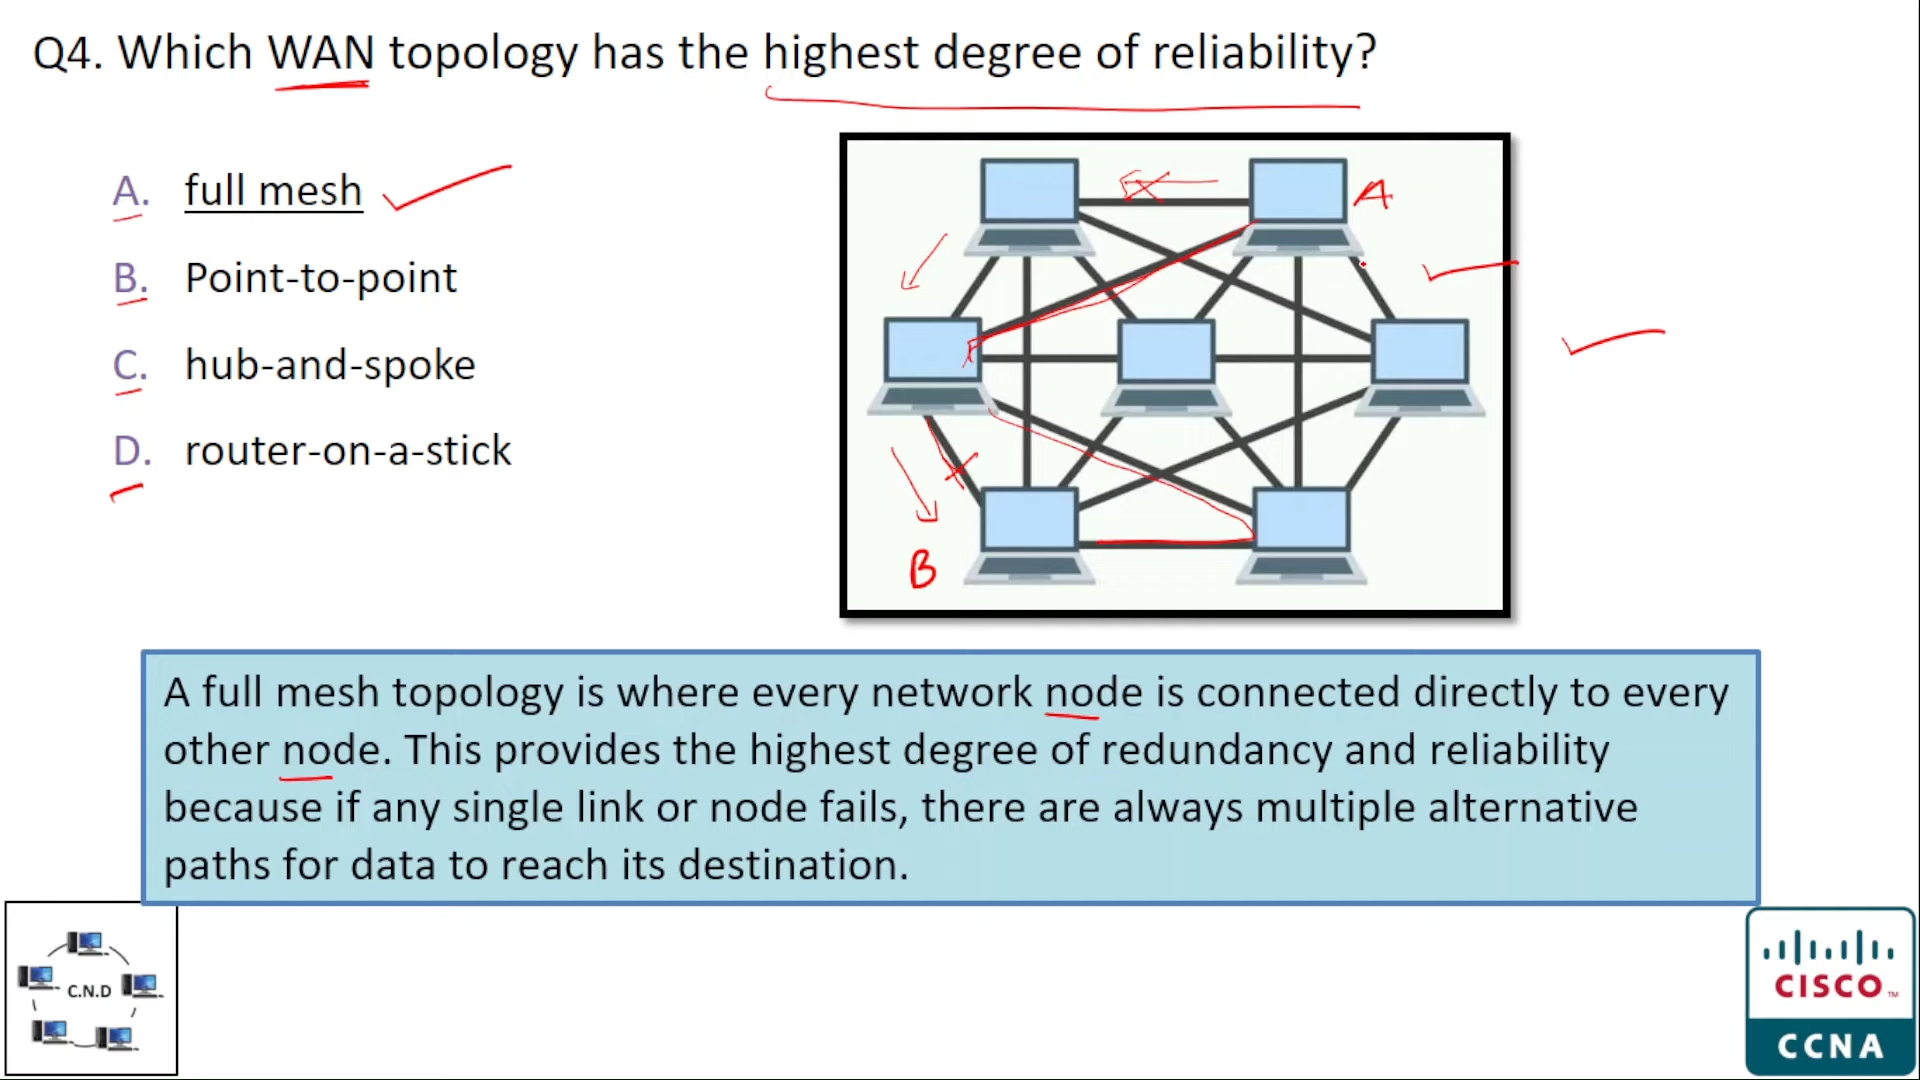 Q4. Which WAN topology has the highest degree of reliability?
A. full mesh
B. Point-to-point
C. hub-and-spoke
D. router-on-a-stick
A
B
A full mesh topology is where every network node is connected directly to every
other node. This provides the highest degree of redundancy and reliability
because if any single link or node fails, there are always multiple alternative
paths for data to reach its destination.
C.N.D
CISCO™
CCNA